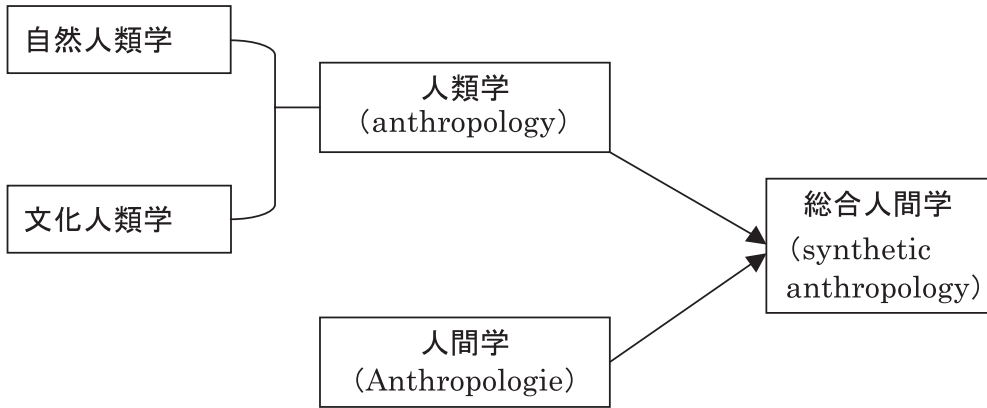 自然人類学
人類学
（anthropology）
文化人類学
総合人間学
（synthetic
anthropology）
人間学
（Anthropologie）